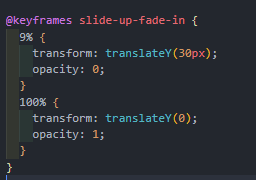 @keyframes slide-up-fade-in {
9% {
transform: translateY(30px);
opacity: 0;
}
100% {
transform: translateY(0);
opacity: 1;
}
}